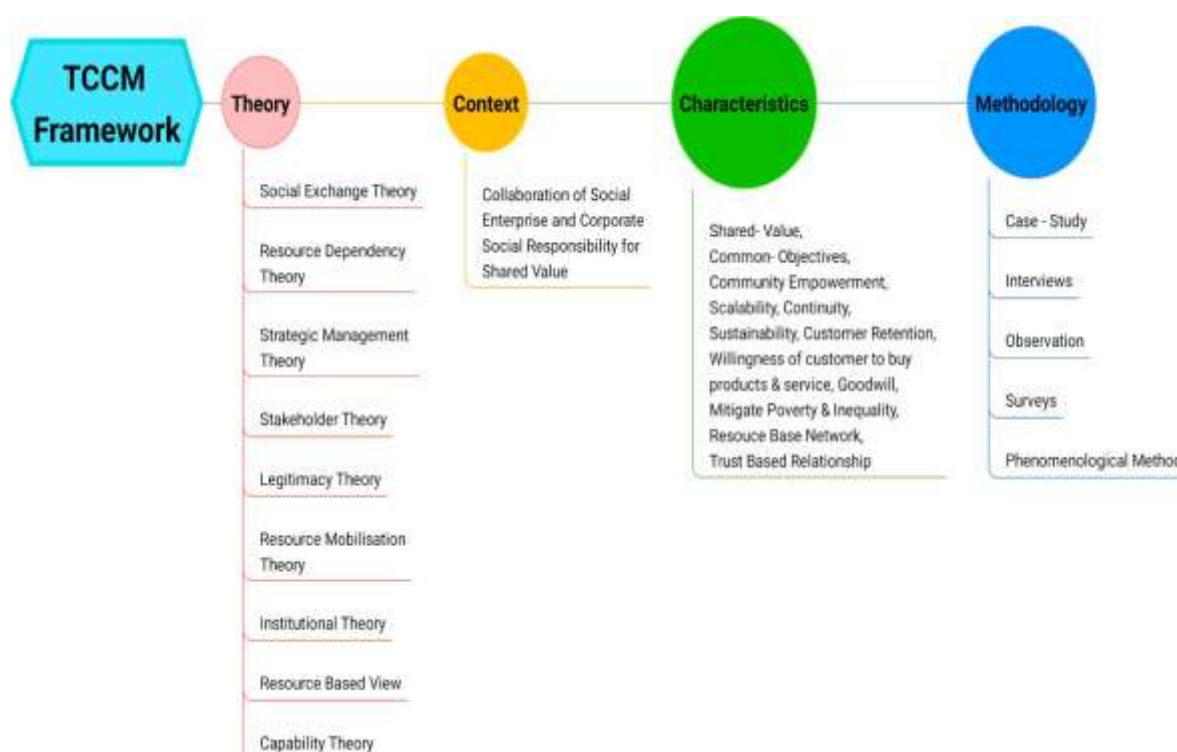 TCCM
Framework
Theory
Social Exchange Theory
Resource Dependency
Theory
Strategic Management
Theory
Stakeholder Theory
Legitimacy Theory
Resource Mobilisation
Theory
Institutional Theory
Resource Based View
Capability Theory
Context
Collaboration of Social
Enterprise and Corporate
Social Responsibility for
Shared Value
Characteristics
Shared- Value,
Common- Objectives,
Community Empowerment,
Scalability, Continuity,
Sustainability, Customer Retention,
Willingness of customer to buy
products & service, Goodwill,
Mitigate Poverty & Inequality,
Resouce Base Network,
Trust Based Relationship
Methodology
Case - Study
Interviews
Observation
Surveys
Phenomenological Method